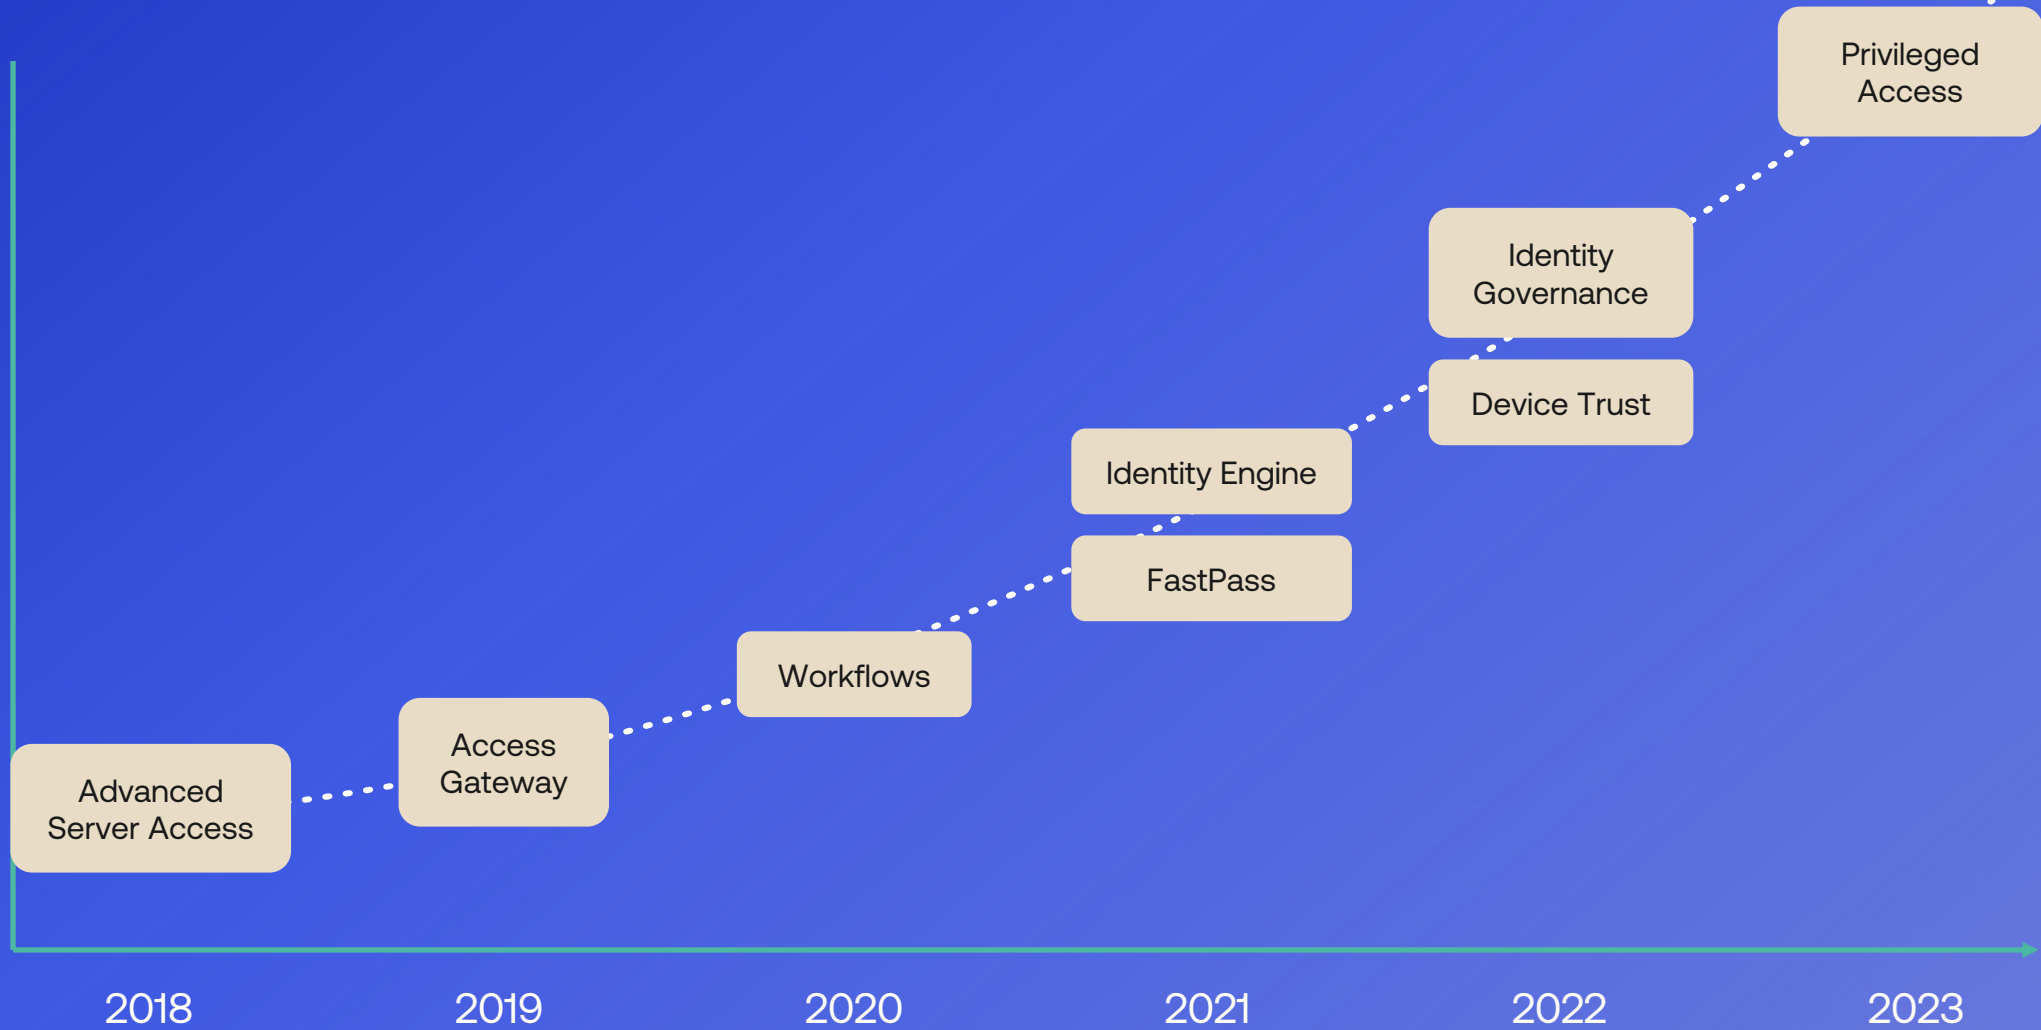 Privileged
Access
Identity
Governance
Device Trust
Identity Engine
FastPass
Workflows
Access
Gateway
Advanced
Server Access
2018
2019
2020
2021
2022
2023